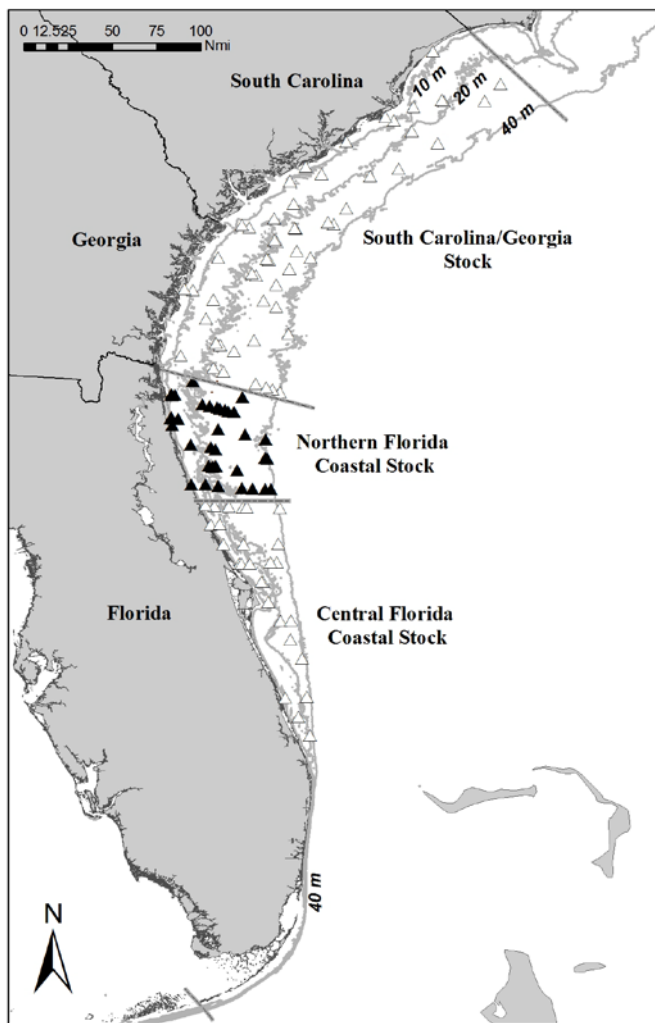 0 12.525 50 75 100
Nmi
South Carolina
10 m
20 m
40 m
Georgia
South Carolina/Georgia
Stock
Northern Florida
Coastal Stock
Florida
Central Florida
Coastal Stock
40 m
N